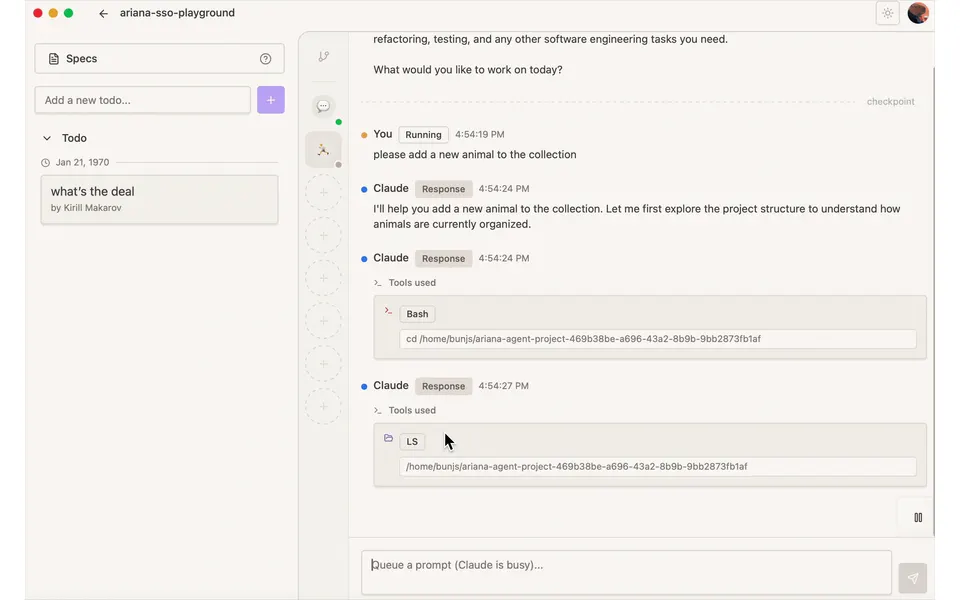 ariana-sso-playground
Specs
Add a new todo...
Todo
Jan 21, 1970
what's the deal
by Kirill Makarov
refactoring, testing, and any other software engineering tasks you need.
What would you like to work on today?
checkpoint
You Running 4:54:19 PM
please add a new animal to the collection
Claude Response 4:54:24 PM
I'll help you add a new animal to the collection. Let me first explore the project structure to understand how
animals are currently organized.
Claude Response 4:54:24 PM
Tools used
Bash
cd /home/bunjs/ariana-agent-project-469b38be-a696-43a2-8b9b-9bb2873fb1af
Claude Response 4:54:27 PM
Tools used
LS
/home/bunjs/ariana-agent-project-469b38be-a696-43a2-8b9b-9bb2873fb1af
Queue a prompt (Claude is busy)...